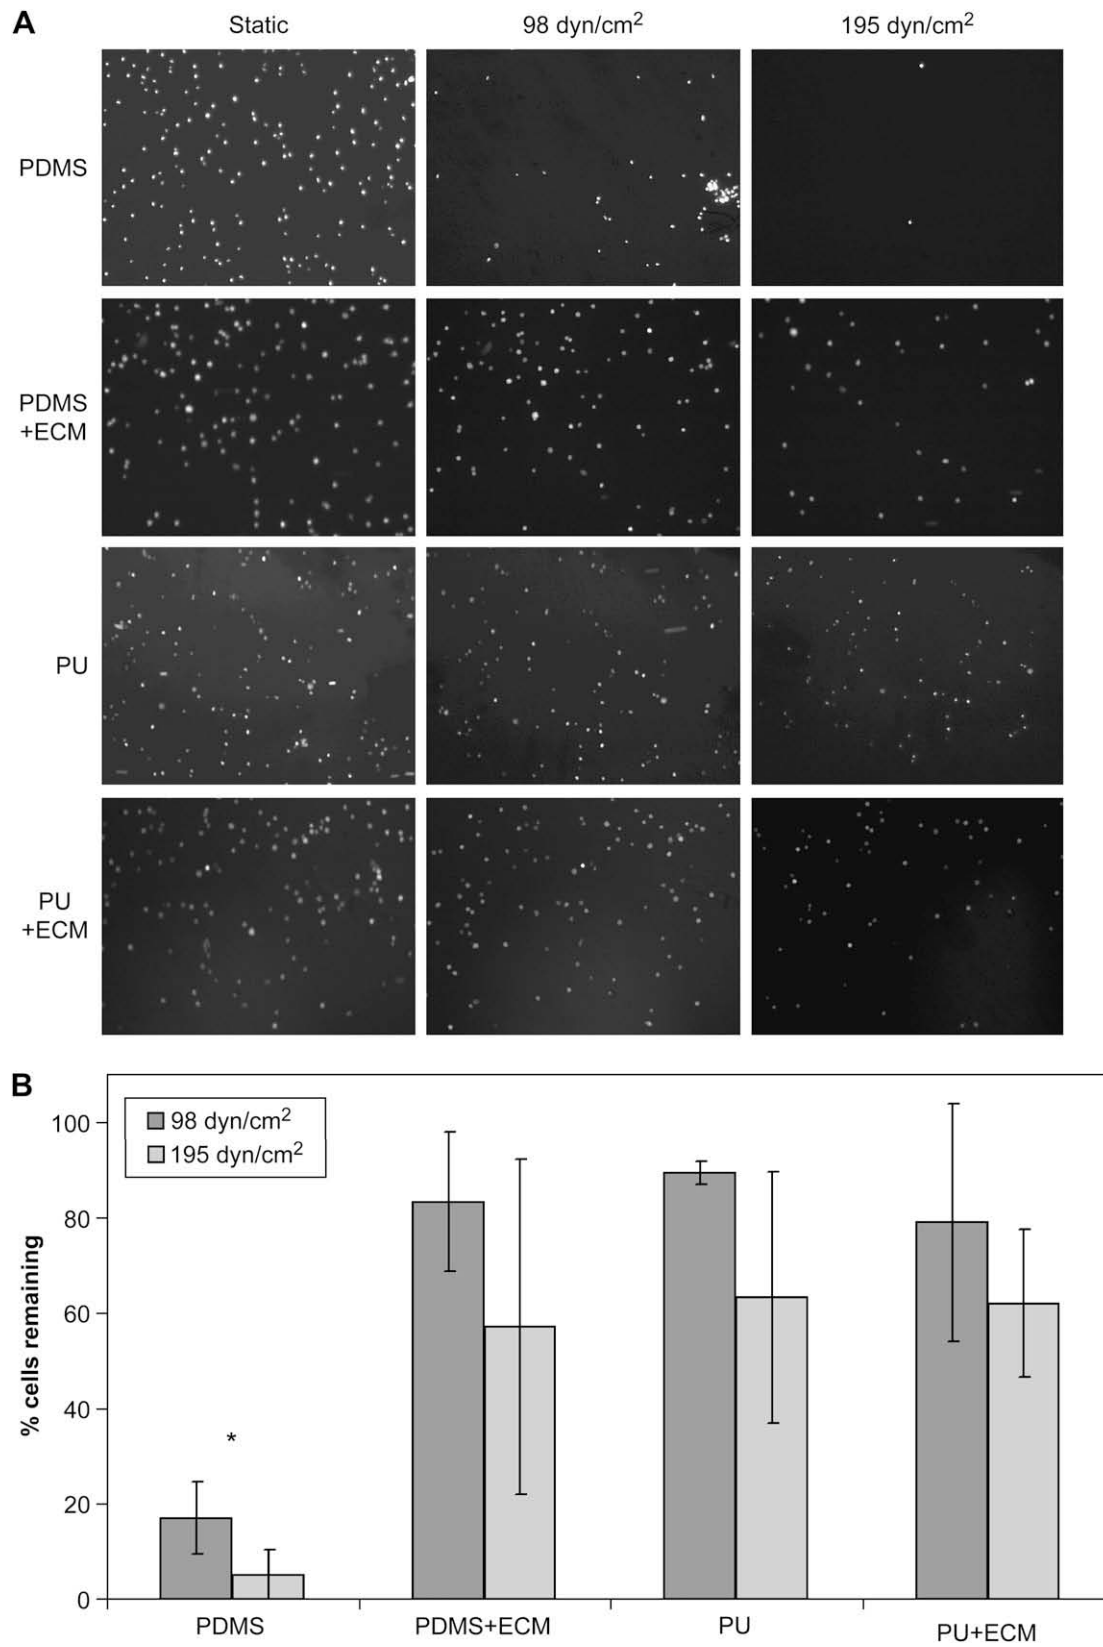 A
Static
98 dyn/cm2
195 dyn/cm2
PDMS
PDMS
+ECM
PU
PU
+ECM
B
98 dyn/cm2
195 dyn/cm2
% cells remaining
100
80
60
40
20
0
*
PDMS
PDMS+ECM
PU
PU+ECM